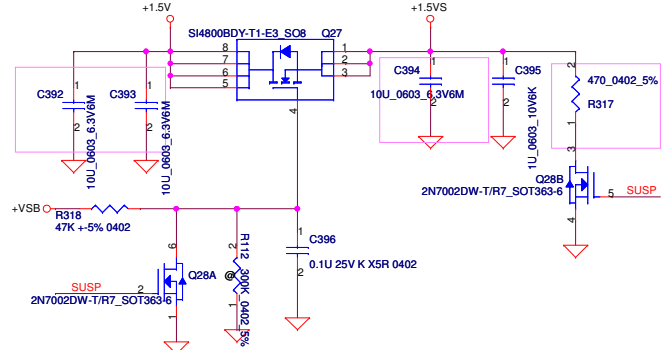 +1.5V
+1.5VS
SI4800BDY-T1-E3_SO8
Q27
8
7
6
5
1
2
3
4
C392
1
2
10U_0603_6.3V6M
C393
1
2
10U_0603_6.3V6M
C394
1
2
10U_0603_6.3V6M
C395
1
2
1U_0603_10V6K
2
470_0402_5%
R317
1
3
Q28B
2N7002DW-T/R7_SOT363-6
5
SUSP
4
+VSB
R318
47K +-5% 0402
6
Q28A
SUSP
2
2N7002DW-T/R7_SOT363-6
1
R112
2
@
300K_0402_5%
1
1
C396
0.1U 25V K X5R 0402
2